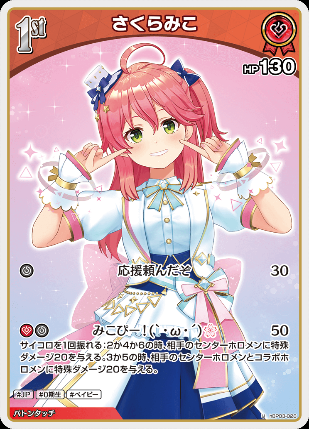 1st
さくらみこ
HP130
応援頼んだぞ 30
みこぴー!(`・ω・´) 50
サイコロを1回振れる:2か4か6の時、相手のセンターホロメンに特殊
ダメージ20を与える。3か5の時、相手のセンターホロメンとコラボホ
ロメンに特殊ダメージ20を与える。
#JP #0期生 #ベイビー
バトンタッチ